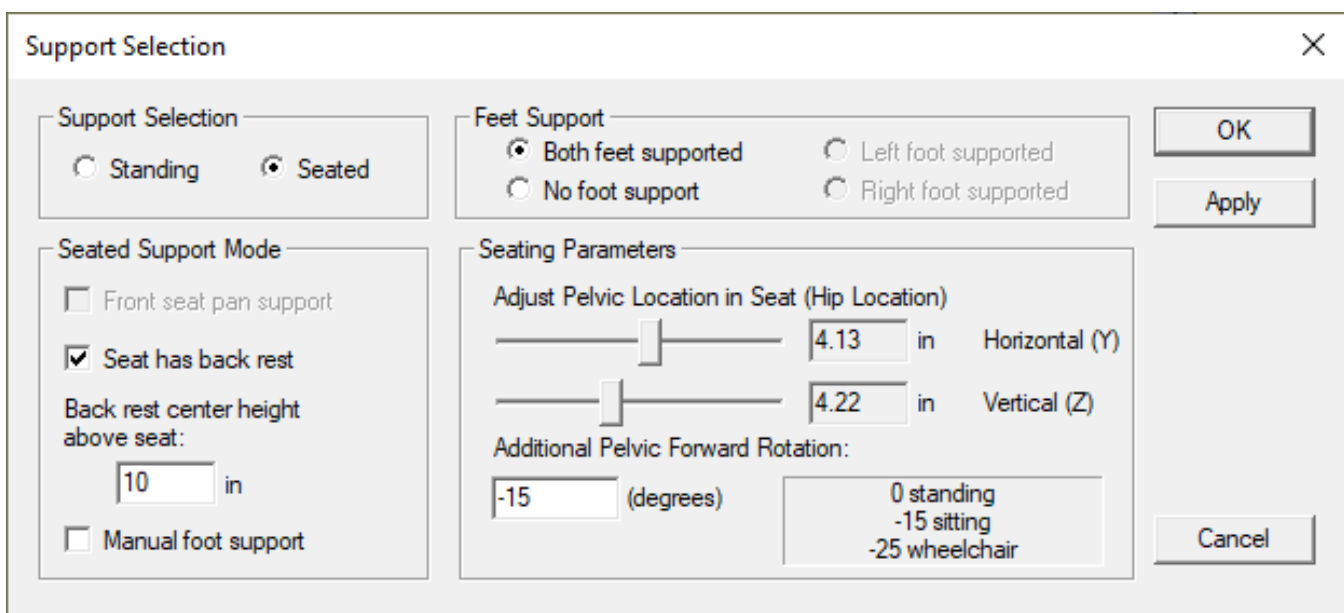 Support Selection
Support Selection
Standing
Seated
Feet Support
Both feet supported
Left foot supported
No foot support
Right foot supported
OK
Apply
Seated Support Mode
Front seat pan support
Seat has back rest
Back rest center height
above seat:
10 in
Manual foot support
Seating Parameters
Adjust Pelvic Location in Seat (Hip Location)
4.13 in Horizontal (Y)
4.22 in Vertical (Z)
Additional Pelvic Forward Rotation:
-15 (degrees)
0 standing
-15 sitting
-25 wheelchair
Cancel